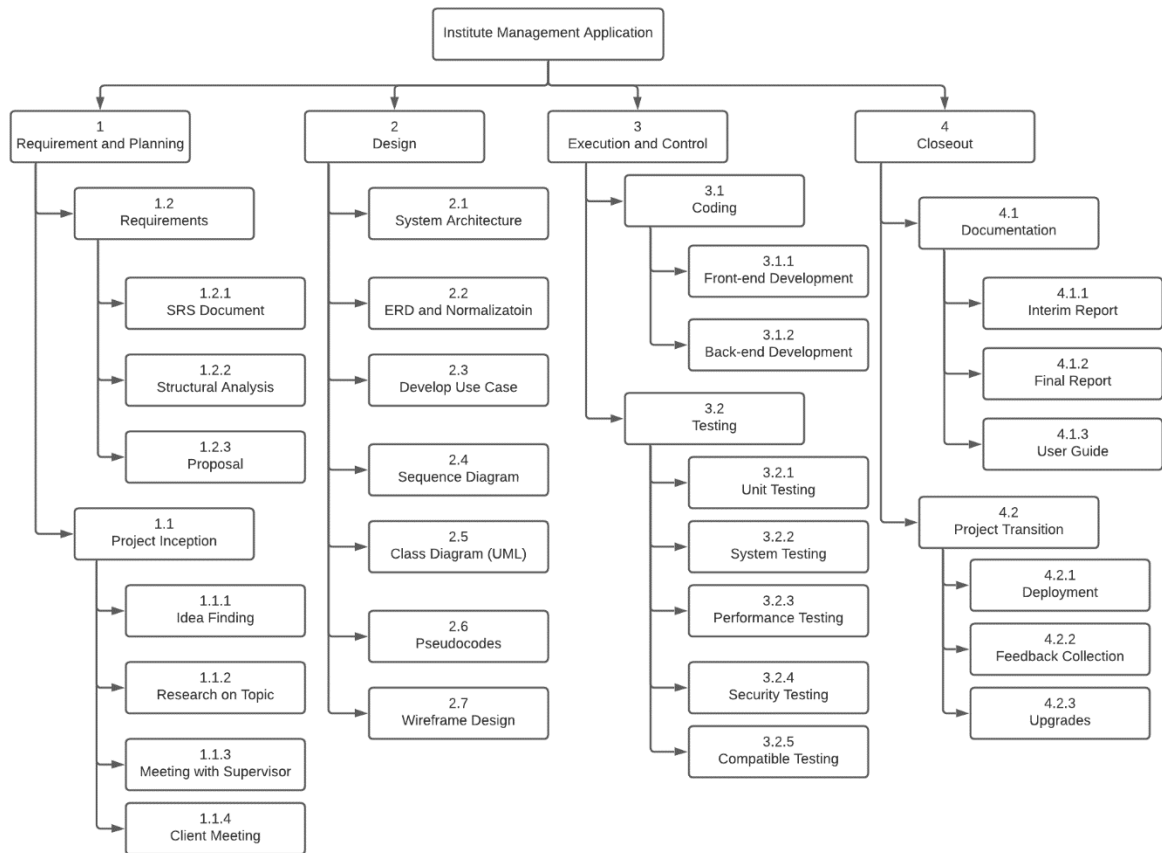 Institute Management Application
1
Requirement and Planning
1.2
Requirements
1.2.1
SRS Document
1.2.2
Structural Analysis
1.2.3
Proposal
1.1
Project Inception
1.1.1
Idea Finding
1.1.2
Research on Topic
1.1.3
Meeting with Supervisor
1.1.4
Client Meeting
2
Design
2.1
System Architecture
2.2
ERD and Normalizatoin
2.3
Develop Use Case
2.4
Sequence Diagram
2.5
Class Diagram (UML)
2.6
Pseudocodes
2.7
Wireframe Design
3
Execution and Control
3.1
Coding
3.1.1
Front-end Development
3.1.2
Back-end Development
3.2
Testing
3.2.1
Unit Testing
3.2.2
System Testing
3.2.3
Performance Testing
3.2.4
Security Testing
3.2.5
Compatible Testing
4
Closeout
4.1
Documentation
4.1.1
Interim Report
4.1.2
Final Report
4.1.3
User Guide
4.2
Project Transition
4.2.1
Deployment
4.2.2
Feedback Collection
4.2.3
Upgrades